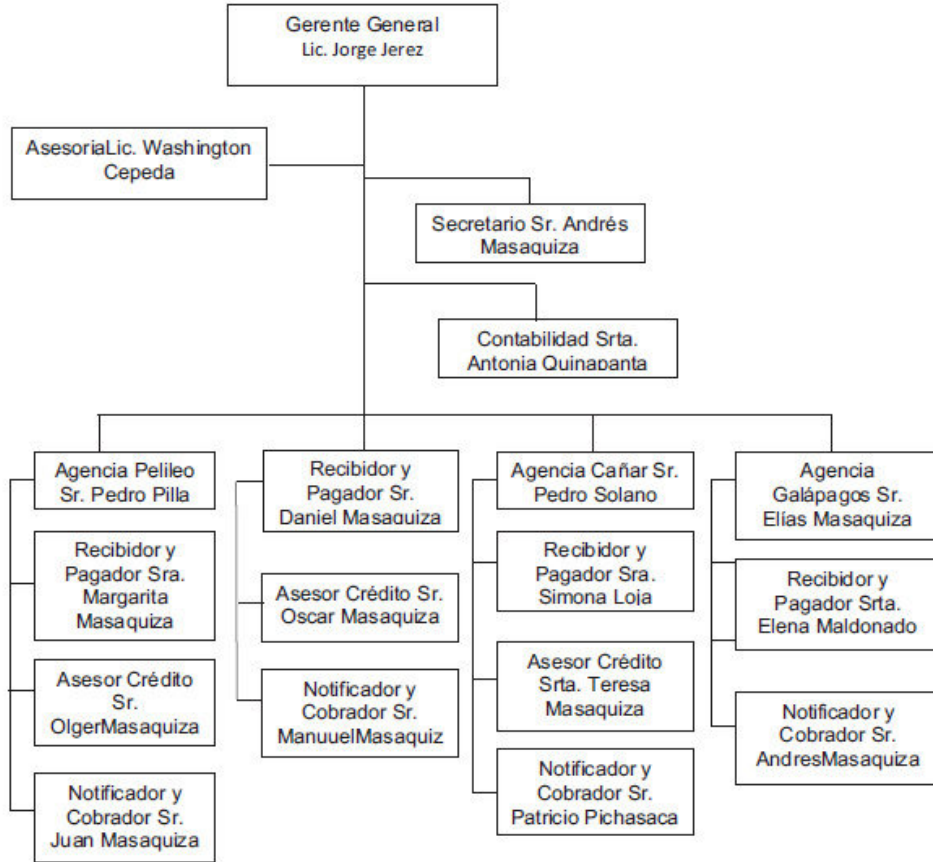 Gerente General
Lic. Jorge Jerez
AsesoriaLic. Washington
Cepeda
Secretario Sr. Andrés
Masaquiza
Contabilidad Srta.
Antonia Quinapanta
Agencia Pelileo
Sr. Pedro Pilla
Recibidor y
Pagador Sra.
Margarita
Masaquiza
Asesor Crédito
Sr.
OlgerMasaquiza
Notificador y
Cobrador Sr.
Juan Masaquiza
Recibidor y
Pagador Sr.
Daniel Masaquiza
Asesor Crédito Sr.
Oscar Masaquiza
Notificador y
Cobrador Sr.
ManuuelMasaquiz
Agencia Cañar Sr.
Pedro Solano
Recibidor y
Pagador Sra.
Simona Loja
Asesor Crédito
Srta. Teresa
Masaquiza
Notificador y
Cobrador Sr.
Patricio Pichasaca
Agencia
Galápagos Sr.
Elías Masaquiza
Recibidor y
Pagador Srta.
Elena Maldonado
Notificador y
Cobrador Sr.
AndresMasaquiza